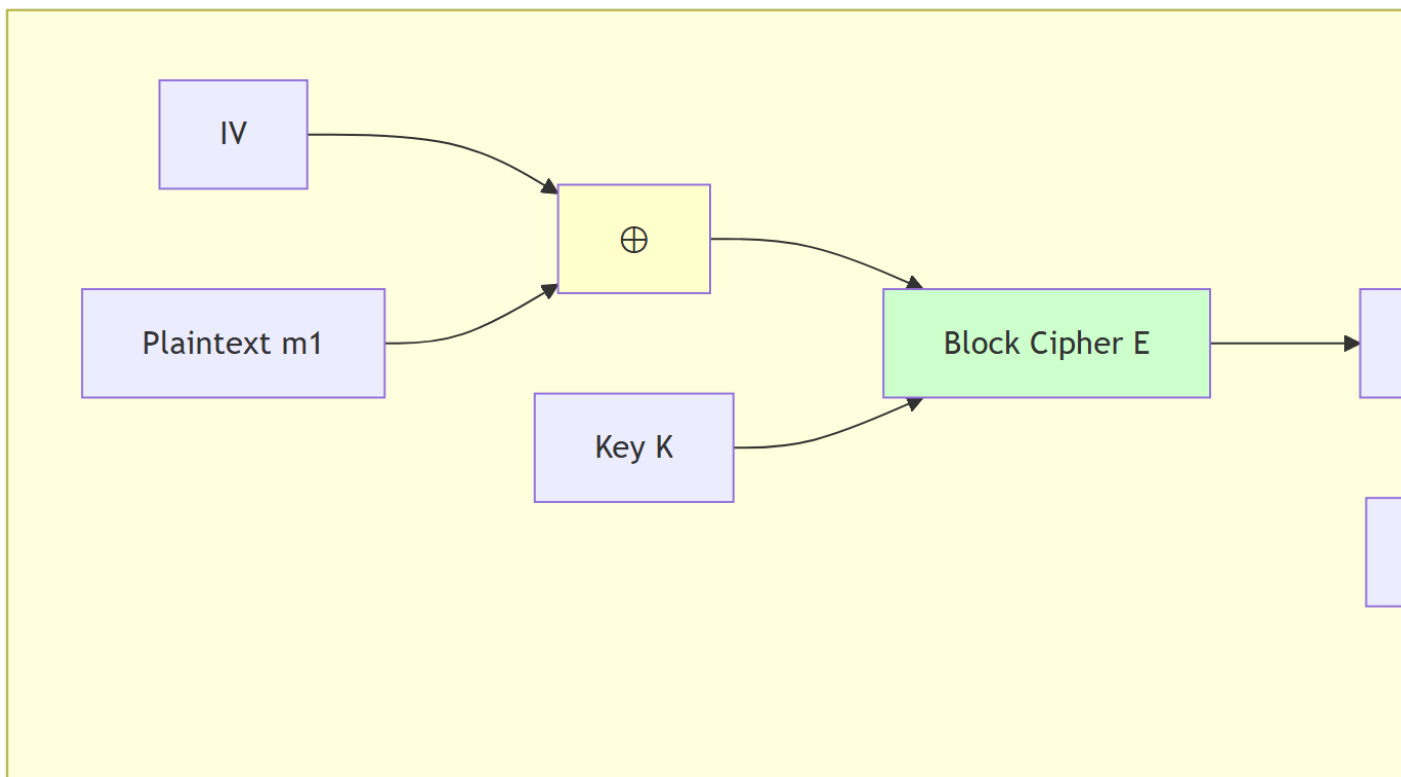 IV
⊕
Plaintext m1
Block Cipher E
Key K